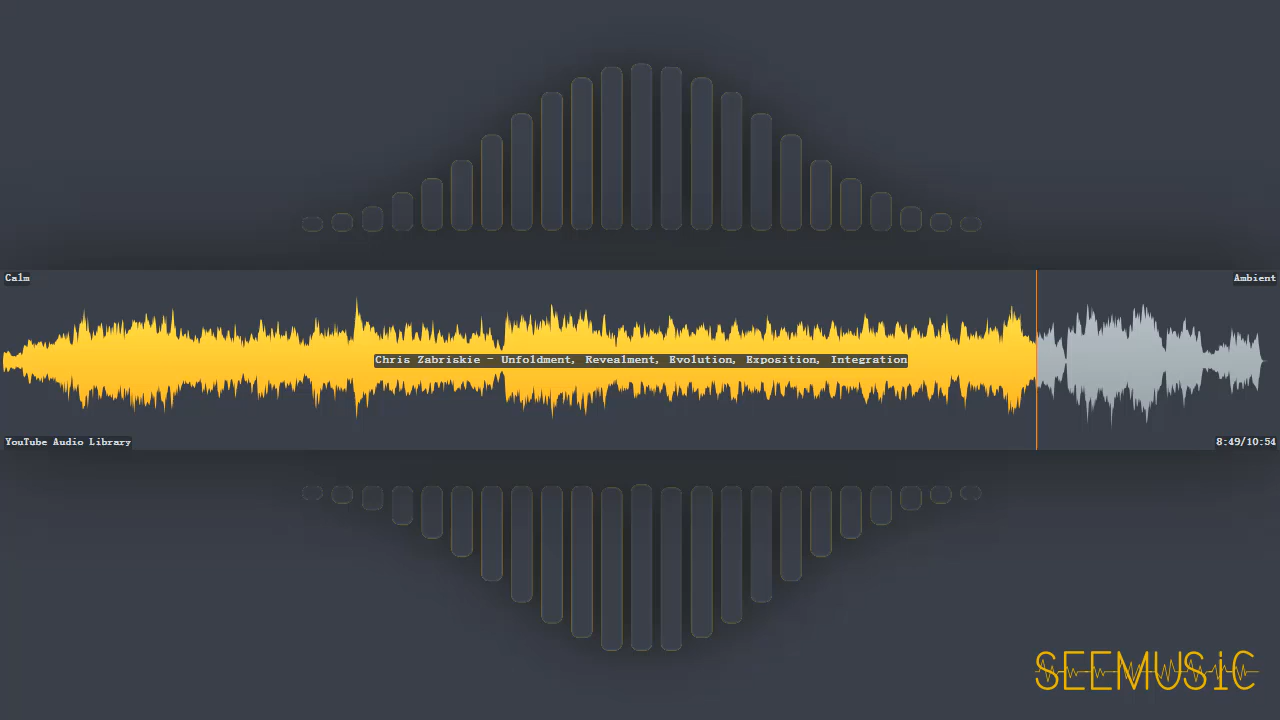 Calm
Ambient
Chris Zabriskie - Unfoldment, Revealment, Evolution, Exposition, Integration
YouTube Audio Library
8:49/10:54
SEEMUSiC